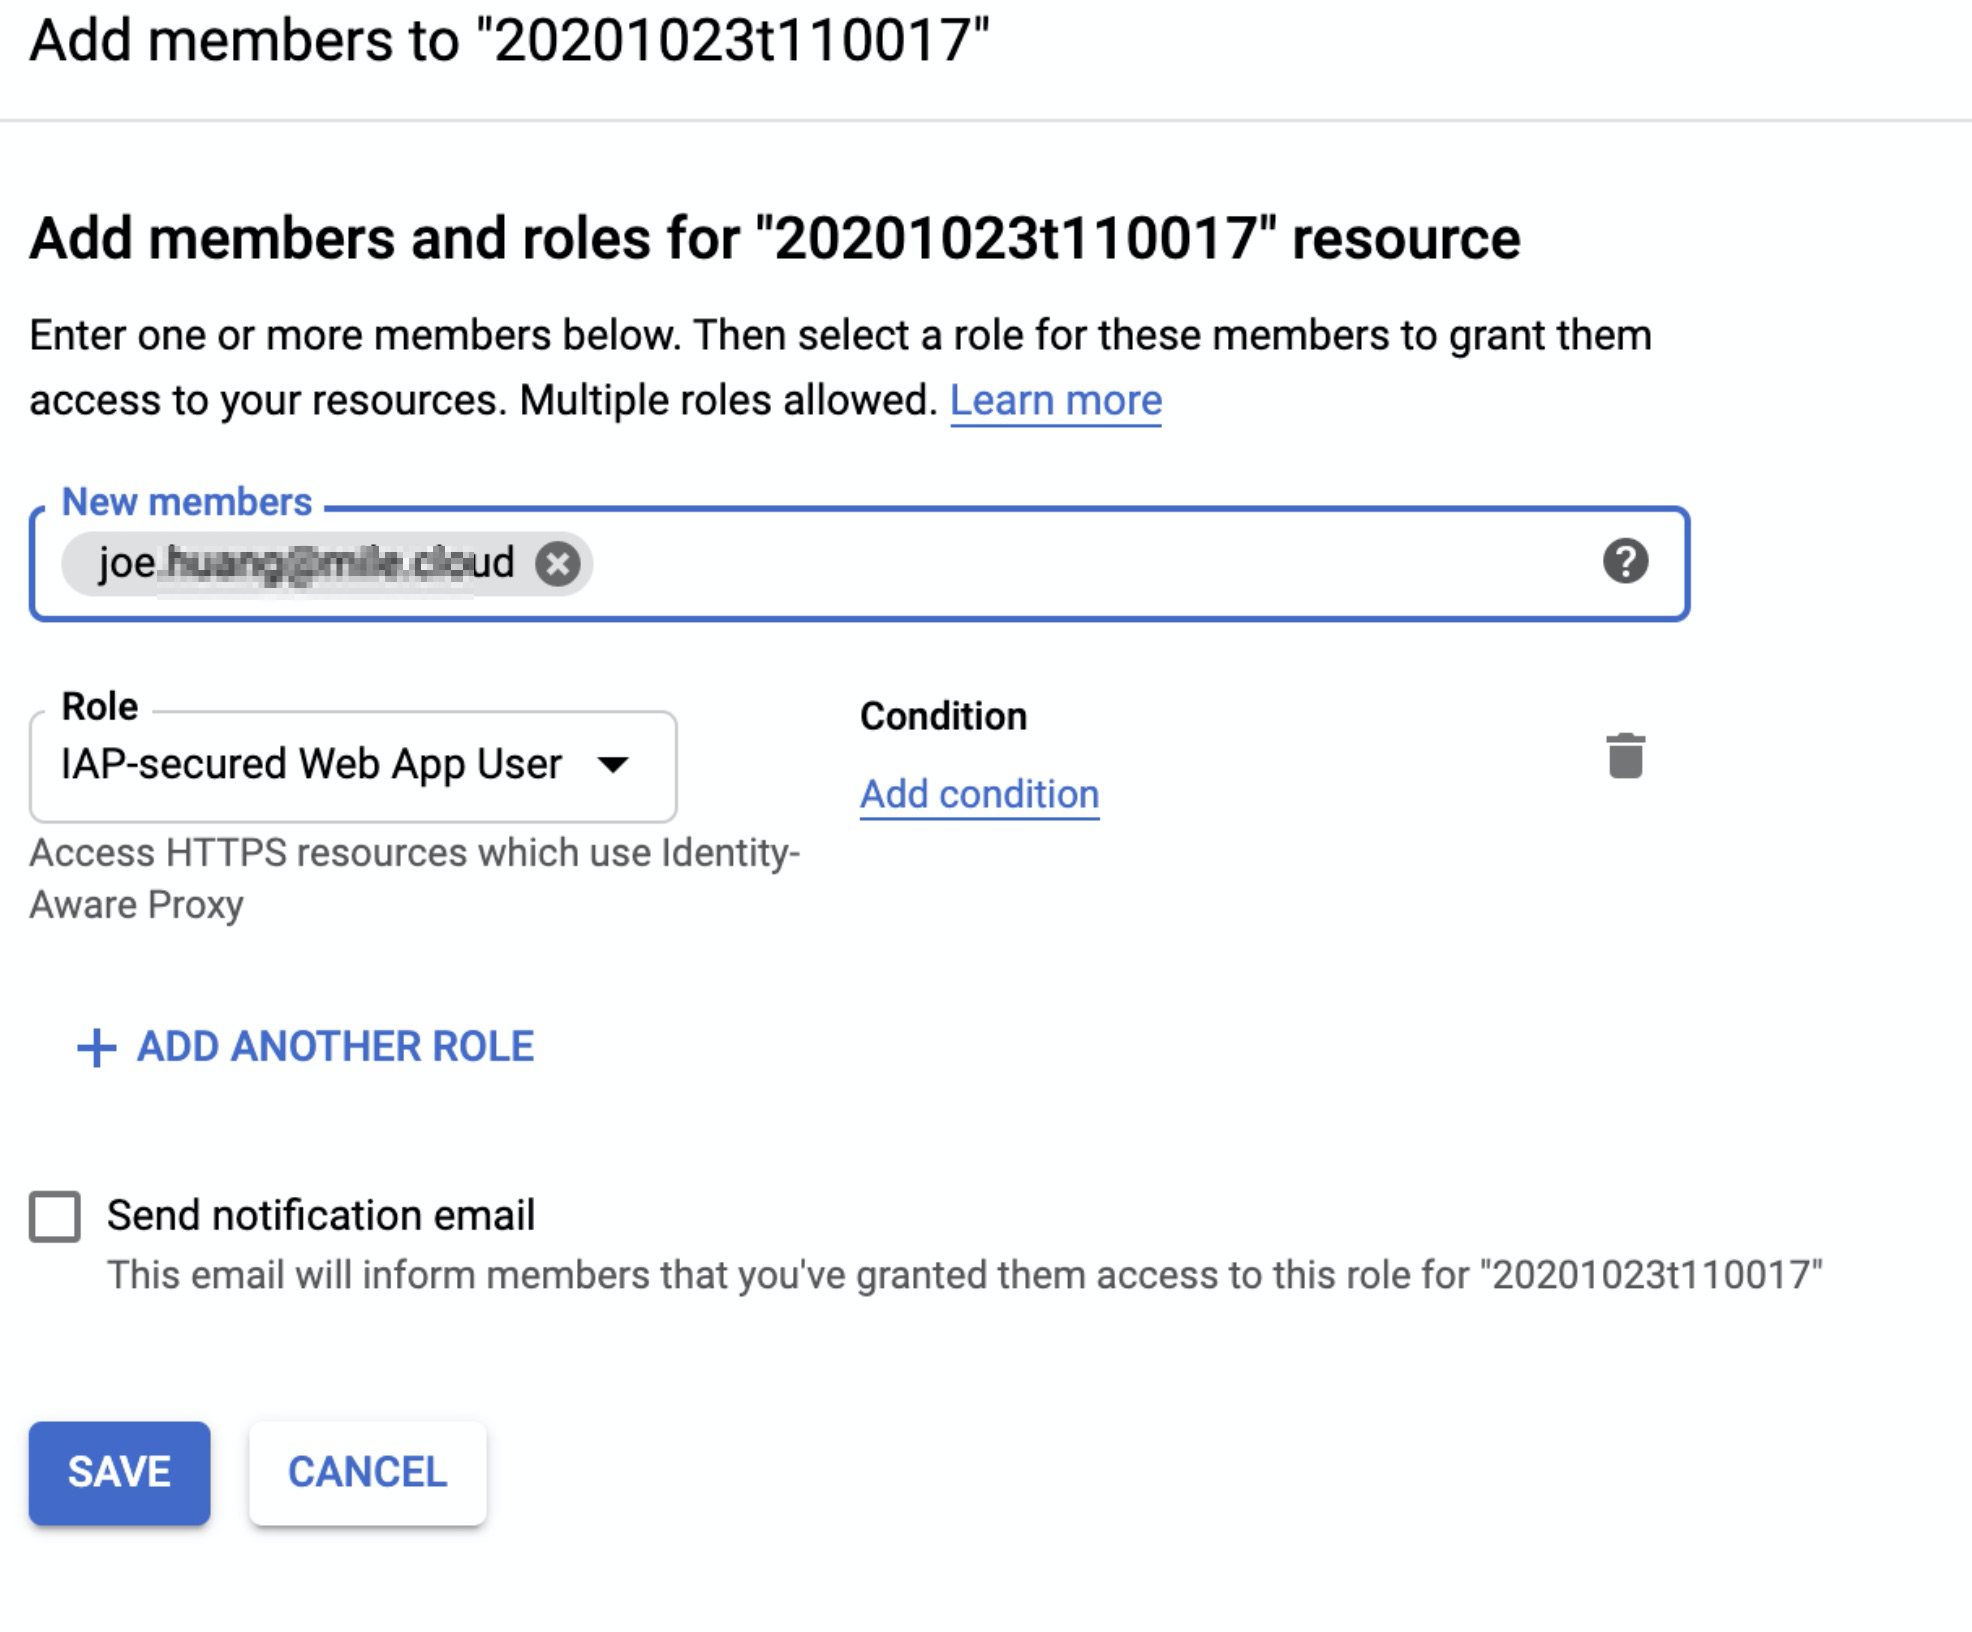 Add members to "20201023t110017"
Add members and roles for "20201023t110017" resource
Enter one or more members below. Then select a role for these members to grant them
access to your resources. Multiple roles allowed. Learn more
New members
joe ud
Role
IAP-secured Web App User
Condition
Add condition
Access HTTPS resources which use Identity-
Aware Proxy
ADD ANOTHER ROLE
Send notification email
This email will inform members that you've granted them access to this role for "20201023t110017"
SAVE
CANCEL